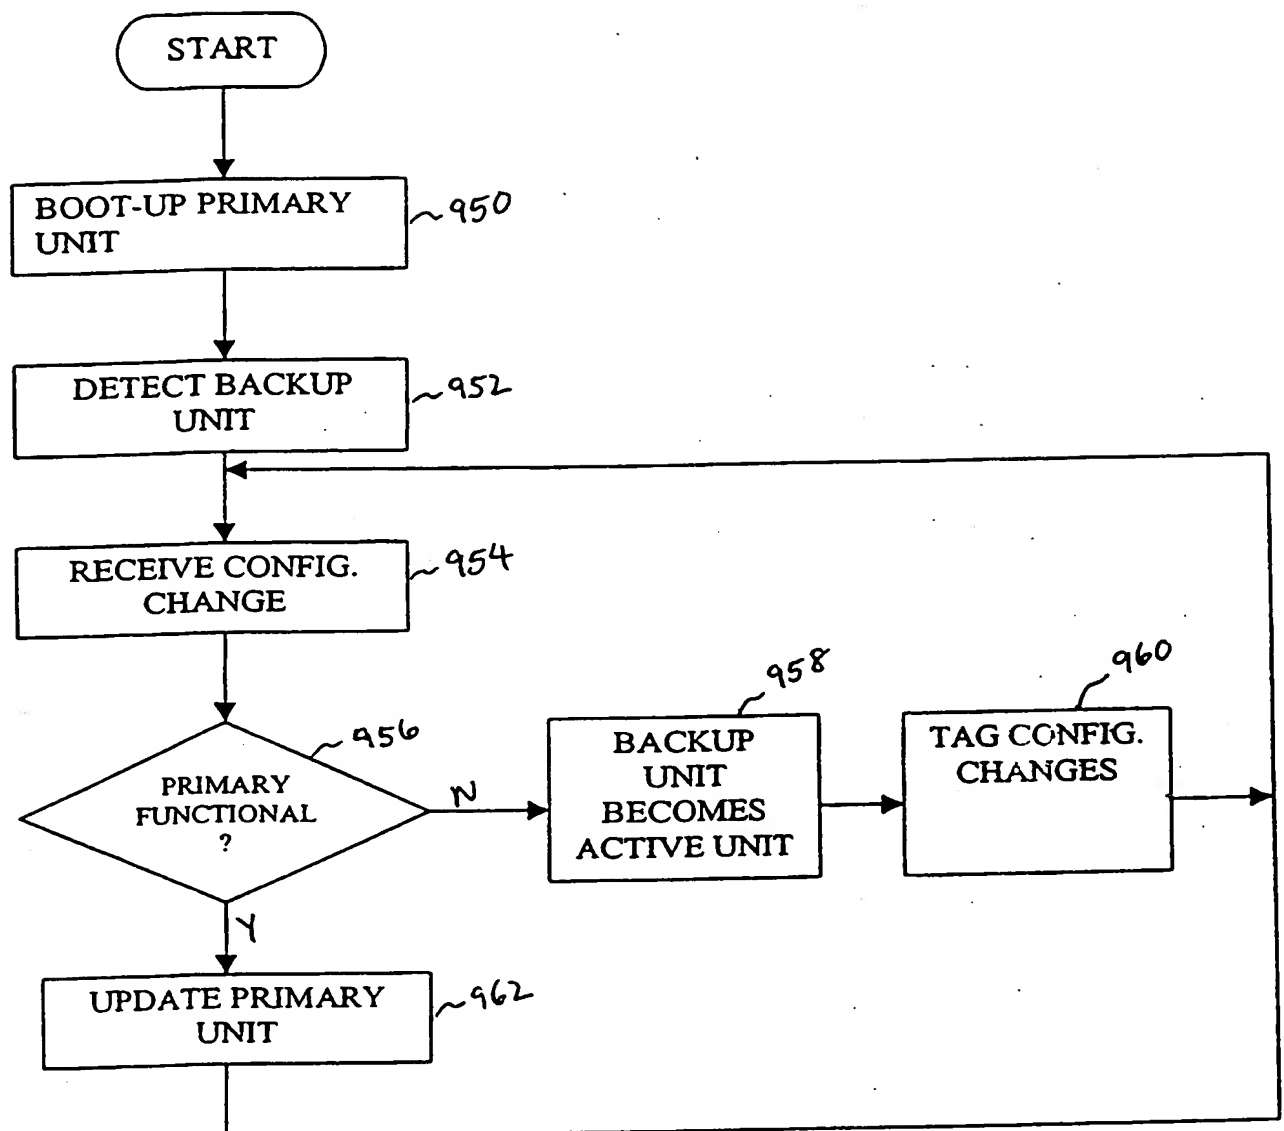 START
BOOT-UP PRIMARY
UNIT
~950
DETECT BACKUP
UNIT
~952
RECEIVE CONFIG.
CHANGE
~954
PRIMARY
FUNCTIONAL
?
~956
N
BACKUP
UNIT
BECOMES
ACTIVE UNIT
~958
TAG CONFIG.
CHANGES
~960
Y
UPDATE PRIMARY
UNIT
~962